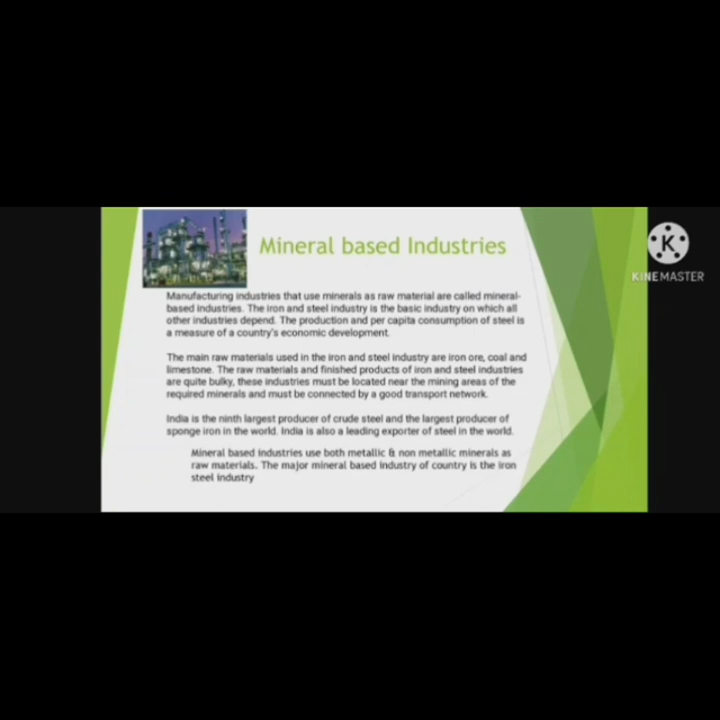 Mineral based Industries
K
KINEMASTER
Manufacturing industries that use minerals as raw material are called mineral-
based industries. The iron and steel industry is the basic industry on which all
other industries depend. The production and per capita consumption of steel is
a measure of a country's economic development.
The main raw materials used in the iron and steel industry are iron ore, coal and
limestone. The raw materials and finished products of iron and steel industries
are quite bulky, these industries must be located near the mining areas of the
required minerals and must be connected by a good transport network.
India is the ninth largest producer of crude steel and the largest producer of
sponge iron in the world. India is also a leading exporter of steel in the world.
Mineral based industries use both metallic & non metallic minerals as
raw materials. The major mineral based industry of country is the iron
steel industry